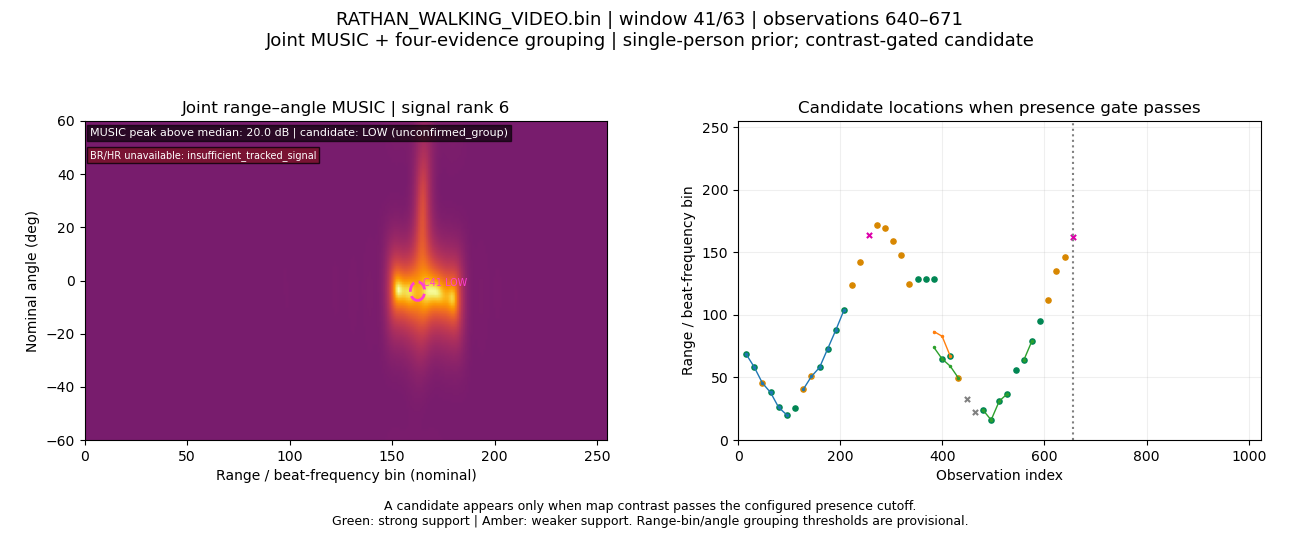 RATHAN_WALKING_VIDEO.bin | window 41/63 | observations 640–671
Joint MUSIC + four-evidence grouping | single-person prior; contrast-gated candidate
Joint range–angle MUSIC | signal rank 6
MUSIC peak above median: 20.0 dB | candidate: LOW (unconfirmed_group)
BR/HR unavailable: insufficient_tracked_signal
C41 LOW
60
40
20
0
−20
−40
−60
Nominal angle (deg)
0
50
100
150
200
250
Range / beat-frequency bin (nominal)
Candidate locations when presence gate passes
250
200
150
100
50
0
Range / beat-frequency bin
0
200
400
600
800
1000
Observation index
A candidate appears only when map contrast passes the configured presence cutoff.
Green: strong support | Amber: weaker support. Range-bin/angle grouping thresholds are provisional.